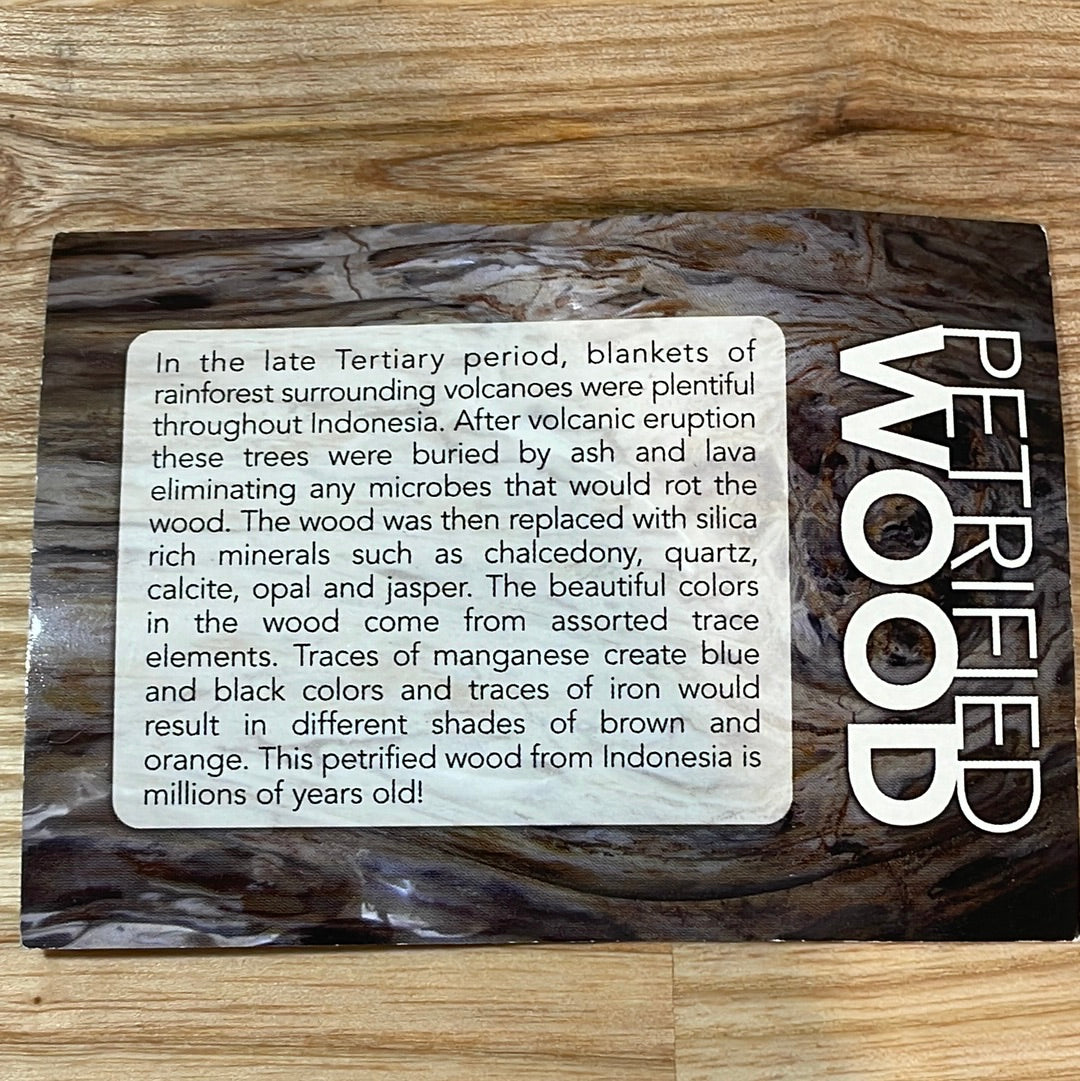 In the late Tertiary period, blankets of
rainforest surrounding volcanoes were plentiful
throughout Indonesia. After volcanic eruption
these trees were buried by ash and lava
eliminating any microbes that would rot the
wood. The wood was then replaced with silica
rich minerals such as chalcedony, quartz,
calcite, opal and jasper. The beautiful colors
in the wood come from assorted trace
elements. Traces of manganese create blue
and black colors and traces of iron would
result in different shades of brown and
orange. This petrified wood from Indonesia is
millions of years old!
PETRIFIED
WOOD